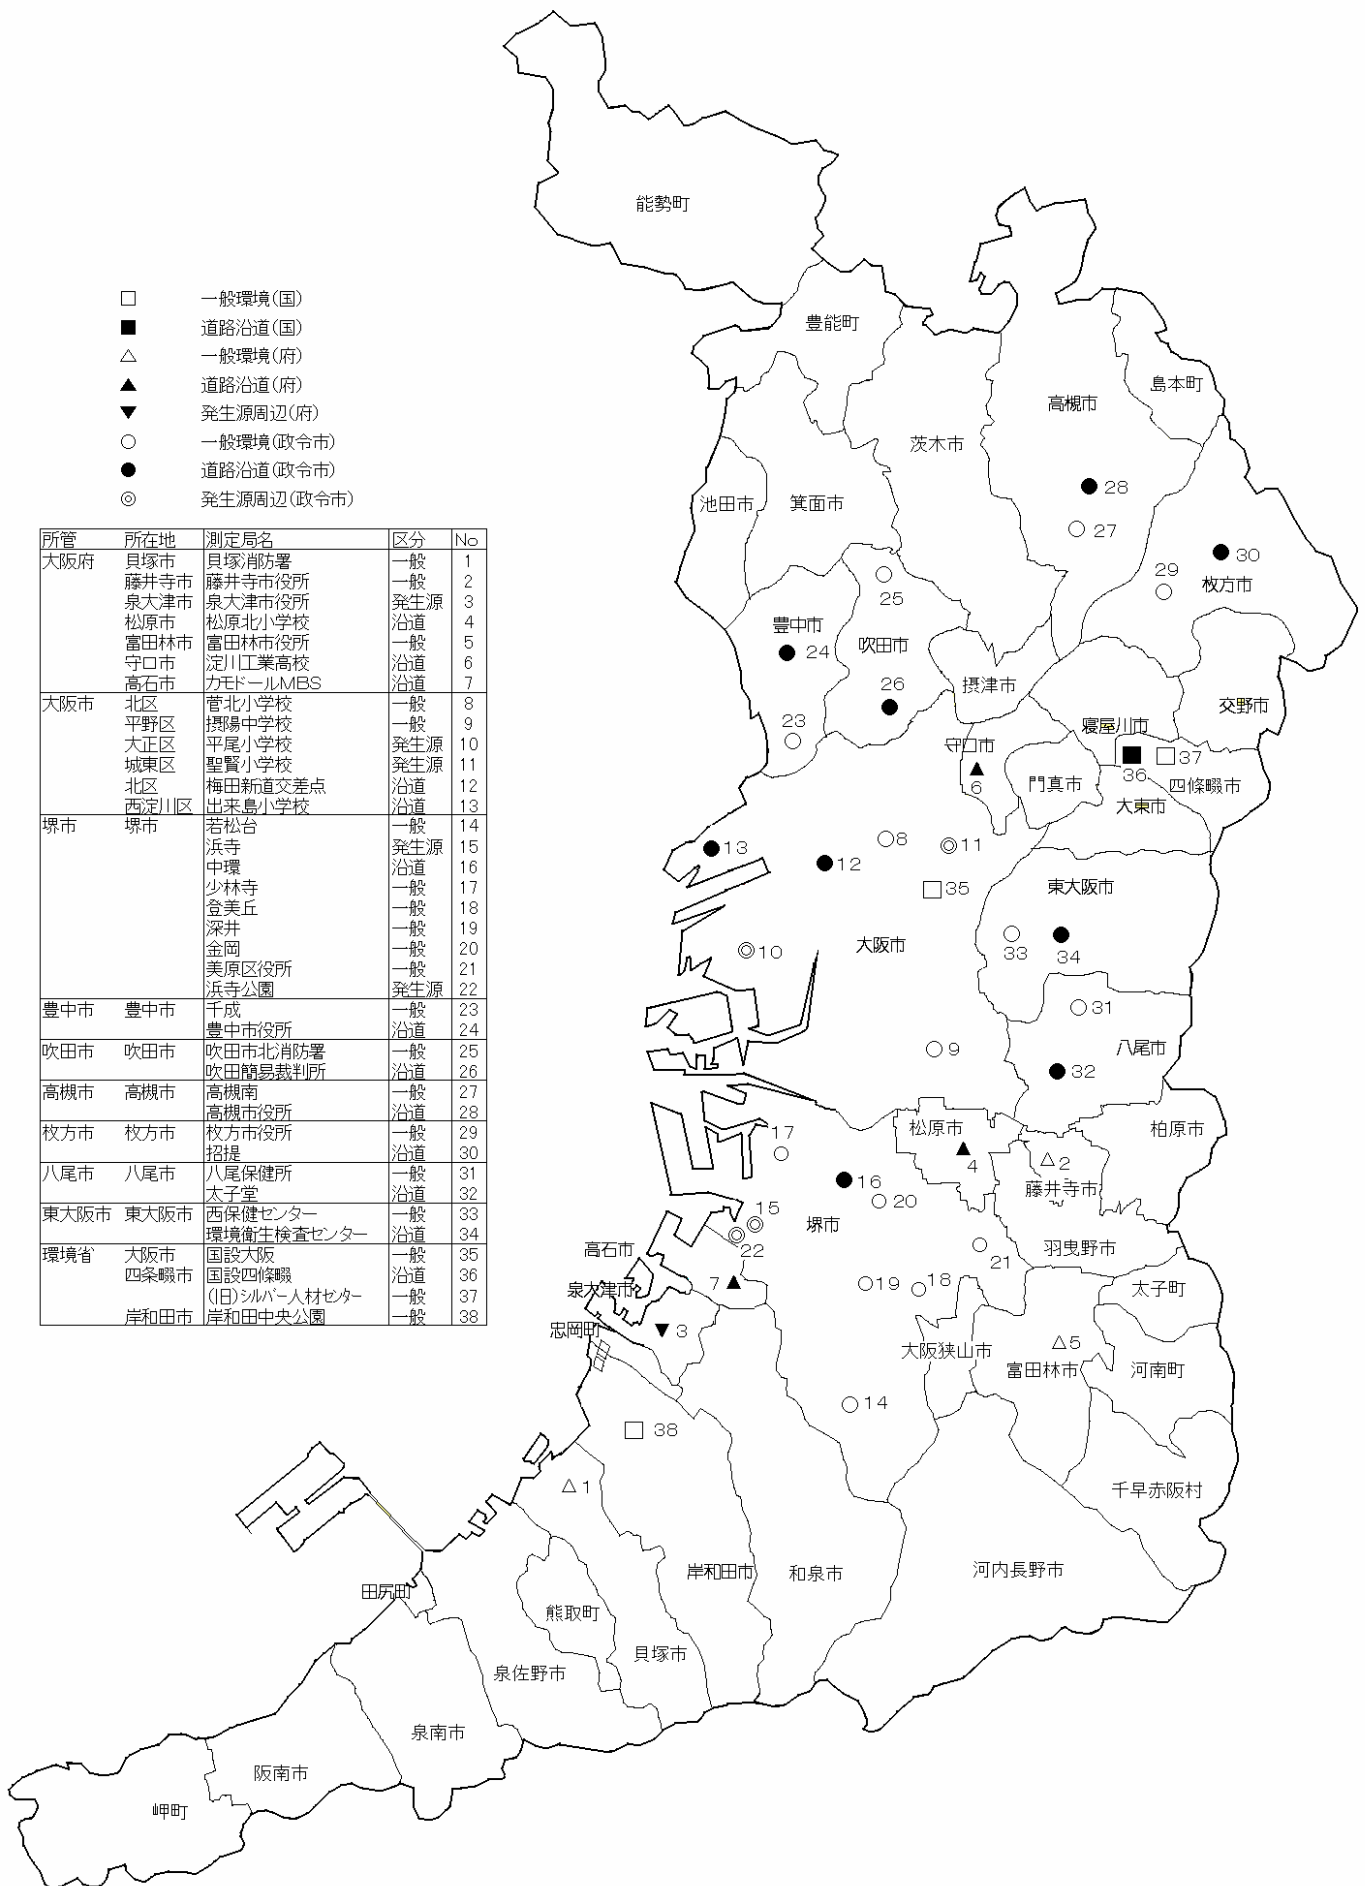 能勢町
□ 一般環境(国)
■ 道路沿道(国)
△ 一般環境(府)
▲ 道路沿道(府)
▼ 発生源周辺(府)
○ 一般環境(政令市)
● 道路沿道(政令市)
◎ 発生源周辺(政令市)
所管 所在地 測定局名 区分 No
大阪府 貝塚市 貝塚消防署 一般 1
藤井寺市 藤井寺市役所 一般 2
泉大津市 泉大津市役所 発生源 3
松原市 松原北小学校 沿道 4
富田林市 富田林市役所 一般 5
守口市 淀川工業高校 沿道 6
高石市 カモドールMBS 沿道 7
大阪市 北区 菅北小学校 一般 8
平野区 摂陽中学校 一般 9
大正区 平尾小学校 発生源 10
城東区 聖賢小学校 発生源 11
北区 梅田新道交差点 沿道 12
西淀川区 出来島小学校 沿道 13
堺市 堺市 若松台 一般 14
浜寺 発生源 15
中環 沿道 16
少林寺 一般 17
登美丘 一般 18
深井 一般 19
金岡 一般 20
美原区役所 一般 21
浜寺公園 発生源 22
豊中市 豊中市 千成 一般 23
豊中市役所 沿道 24
吹田市 吹田市 吹田市北消防署 一般 25
吹田簡易裁判所 沿道 26
高槻市 高槻市 高槻南 一般 27
高槻市役所 沿道 28
枚方市 枚方市 枚方市役所 一般 29
招提 沿道 30
八尾市 八尾市 八尾保健所 一般 31
太子堂 沿道 32
東大阪市 東大阪市 西保健センター 一般 33
環境衛生検査センター 沿道 34
環境省 大阪市 国設大阪 一般 35
四条畷市 国設四條畷 沿道 36
(旧)シルバー人材センター 一般 37
岸和田市 岸和田中央公園 一般 38
豊能町
島本町
高槻市
茨木市
池田市
箕面市
28
27
30
29
枚方市
25
豊中市
24
吹田市
26
摂津市
交野市
23
寝屋川市
守口市
36
37
6
門真市
四條畷市
大東市
13
12
8
11
35
東大阪市
10
大阪市
33
34
31
9
八尾市
32
松原市
柏原市
17
4
2
藤井寺市
16
20
15
堺市
22
高石市
21
羽曳野市
泉大津市
7
19
18
太子町
忠岡町
3
大阪狭山市
5
富田林市
河南町
14
38
1
千早赤阪村
岸和田市
和泉市
河内長野市
田尻町
熊取町
貝塚市
泉佐野市
泉南市
阪南市
岬町